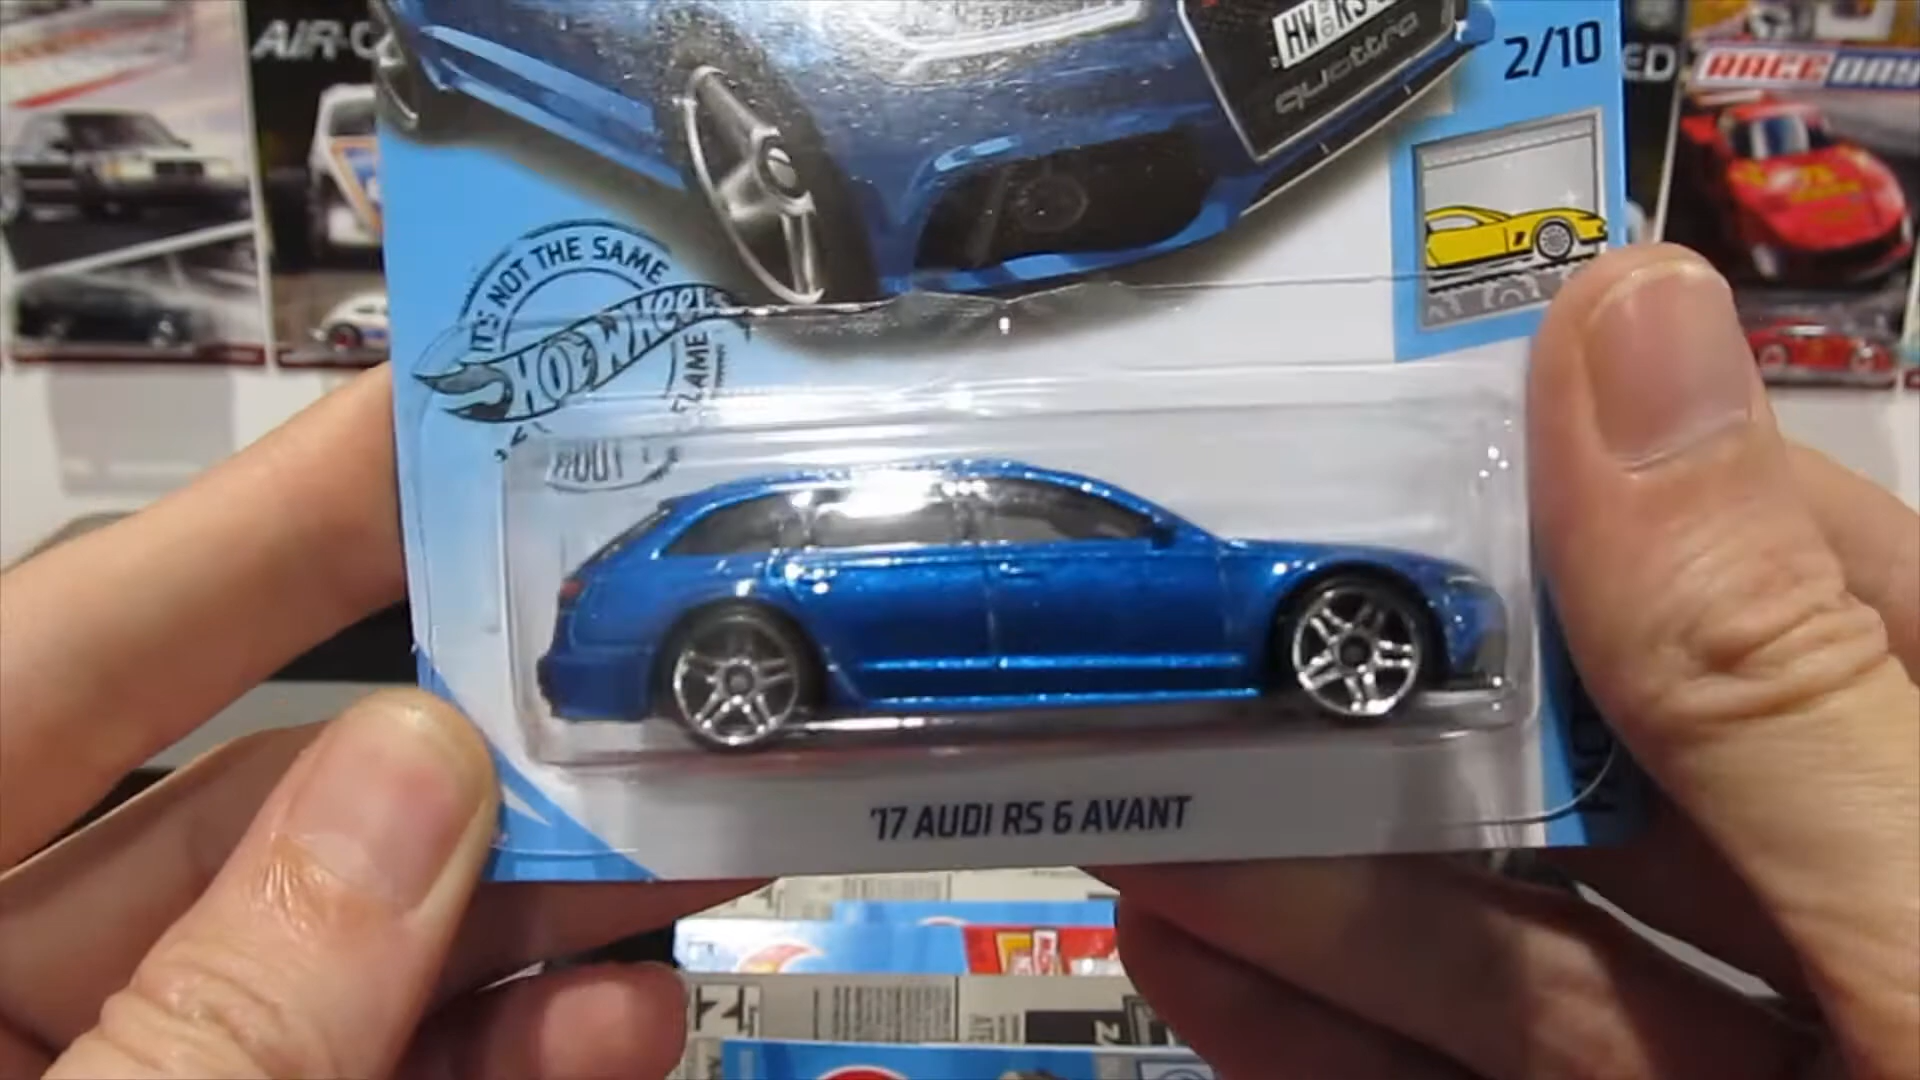 AIR-C
HW RS
quattro
2/10
ED
RACE DAY
IT'S NOT THE SAME
HOT WHEELS
FLAME
'17 AUDI RS 6 AVANT